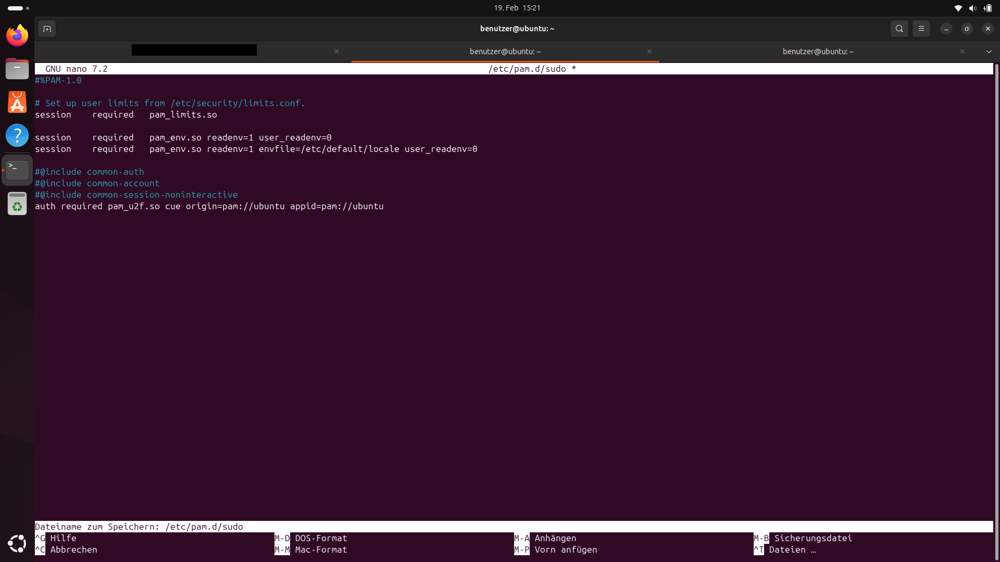 19. Feb 15:21
benutzer@ubuntu: ~
benutzer@ubuntu: ~
benutzer@ubuntu: ~
GNU nano 7.2 /etc/pam.d/sudo *
#%PAM-1.0
# Set up user limits from /etc/security/limits.conf.
session    required   pam_limits.so
session    required   pam_env.so readenv=1 user_readenv=0
session    required   pam_env.so readenv=1 envfile=/etc/default/locale user_readenv=0
#@include common-auth
#@include common-account
#@include common-session-noninteractive
auth required pam_u2f.so cue origin=pam://ubuntu appid=pam://ubuntu
Dateiname zum Speichern: /etc/pam.d/sudo
^G Hilfe M-D DOS-Format M-A Anhängen M-B Sicherungsdatei
^C Abbrechen M-M Mac-Format M-P Vorn anfügen ^T Dateien …